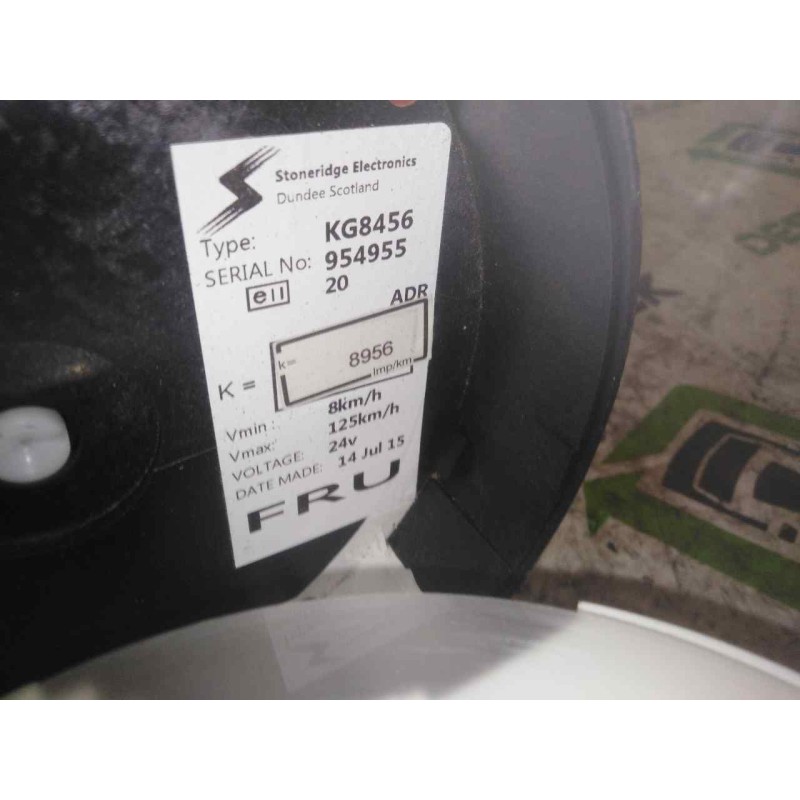 Stoneridge Electronics
Dundee Scotland
Type: KG8456
SERIAL No: 954955
e11 20
ADR
K = k= 8956 Imp/km
Vmin: 8km/h
Vmax: 125km/h
VOLTAGE: 24v
DATE MADE: 14 Jul 15
FRU